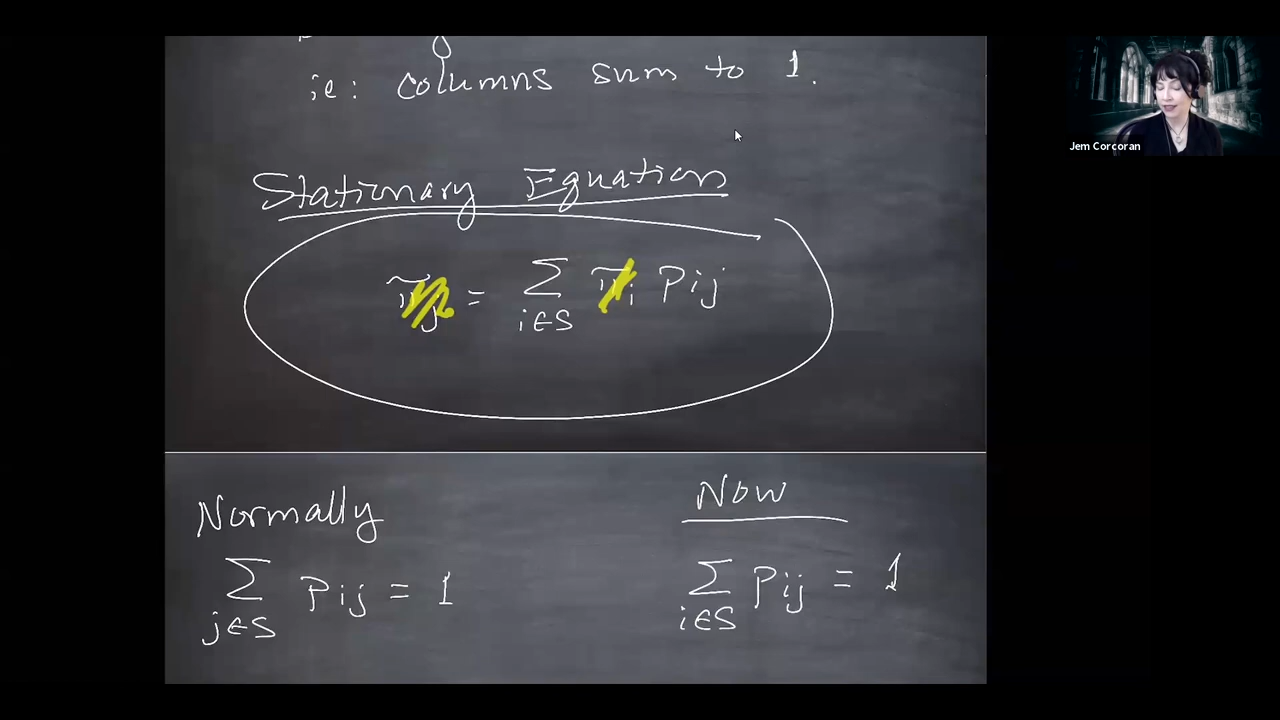 ie: columns sum to 1.
Jem Corcoran
Stationary Equation
πj = Σ πi Pij
i∈S
Normally
Now
Σ Pij = 1
j∈S
Σ Pij = 1
i∈S